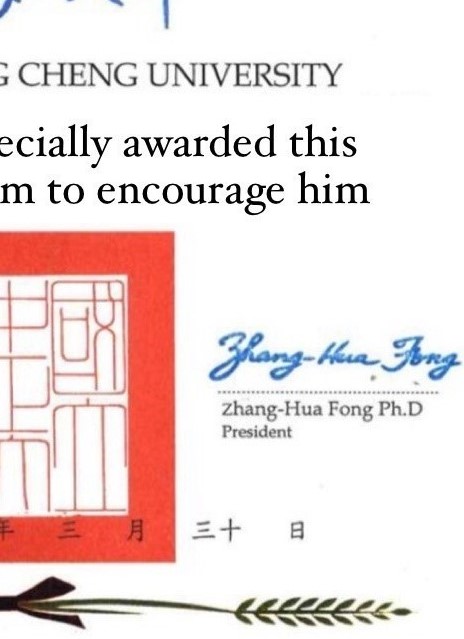 G CHENG UNIVERSITY
ecially awarded this
m to encourage him
Zhang-Hua Fong
Zhang-Hua Fong Ph.D
President
年 三 月 三十 日